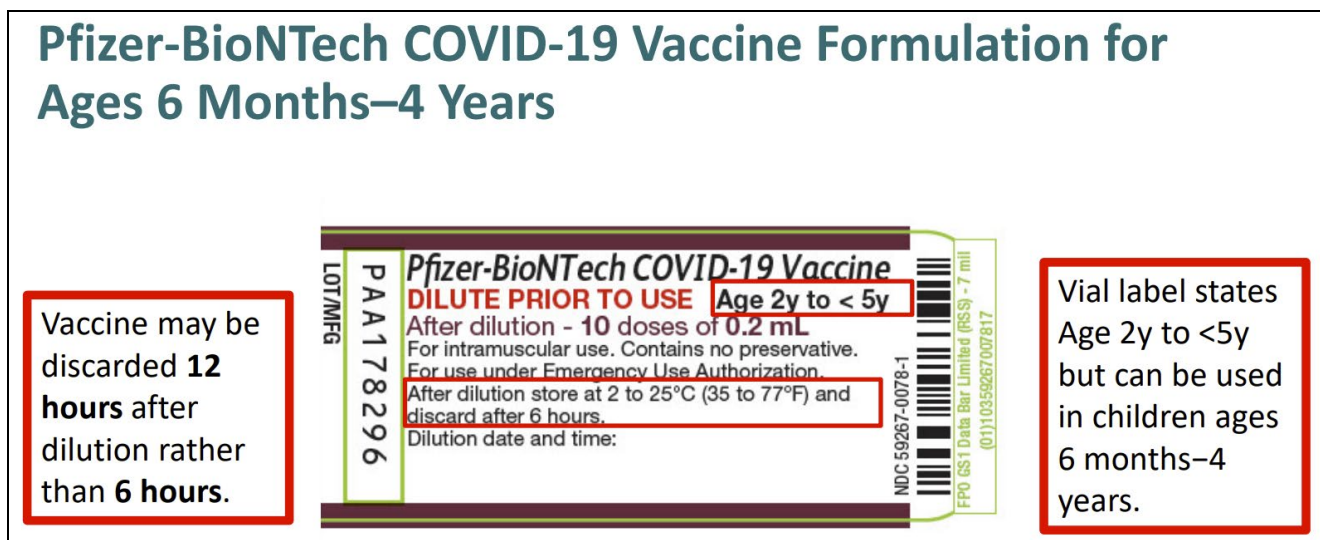 Pfizer-BioNTech COVID-19 Vaccine Formulation for
Ages 6 Months–4 Years
Vaccine may be
discarded 12
hours after
dilution rather
than 6 hours.
LOT/MFG
PAA178296
Pfizer-BioNTech COVID-19 Vaccine
DILUTE PRIOR TO USE Age 2y to < 5y
After dilution - 10 doses of 0.2 mL
For intramuscular use. Contains no preservative.
For use under Emergency Use Authorization.
After dilution store at 2 to 25°C (35 to 77°F) and
discard after 6 hours.
Dilution date and time:
NDC 59267-0078-1
FPO GS1 Data Bar Limited (RSS) - 7 mil
(01)10359267007817
Vial label states
Age 2y to <5y
but can be used
in children ages
6 months−4
years.